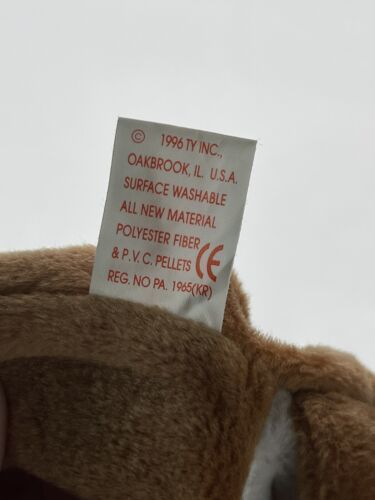 © 1996 TY INC.,
OAKBROOK, IL. U.S.A.
SURFACE WASHABLE
ALL NEW MATERIAL
POLYESTER FIBER
& P.V.C. PELLETS CE
REG. NO PA. 1965(KR)